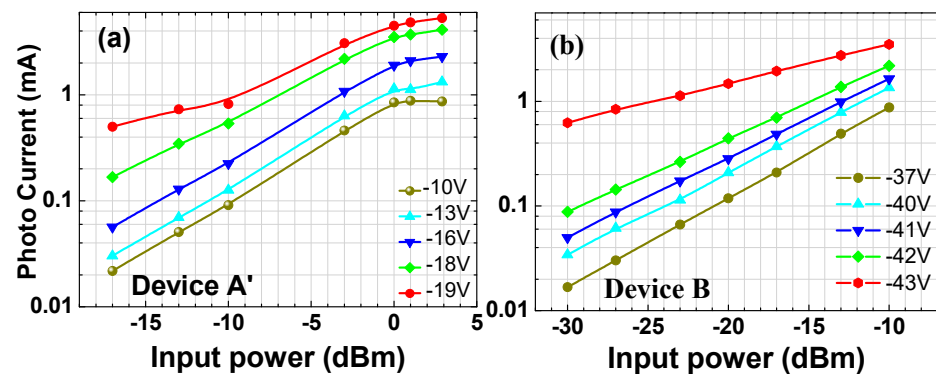 (a)
(b)
Photo Current (mA)
1
0.1
0.01
-10V
-13V
-16V
-18V
-19V
Device A'
-15
-10
-5
0
5
Input power (dBm)
1
0.1
0.01
-37V
-40V
-41V
-42V
-43V
Device B
-30
-25
-20
-15
-10
Input power (dBm)